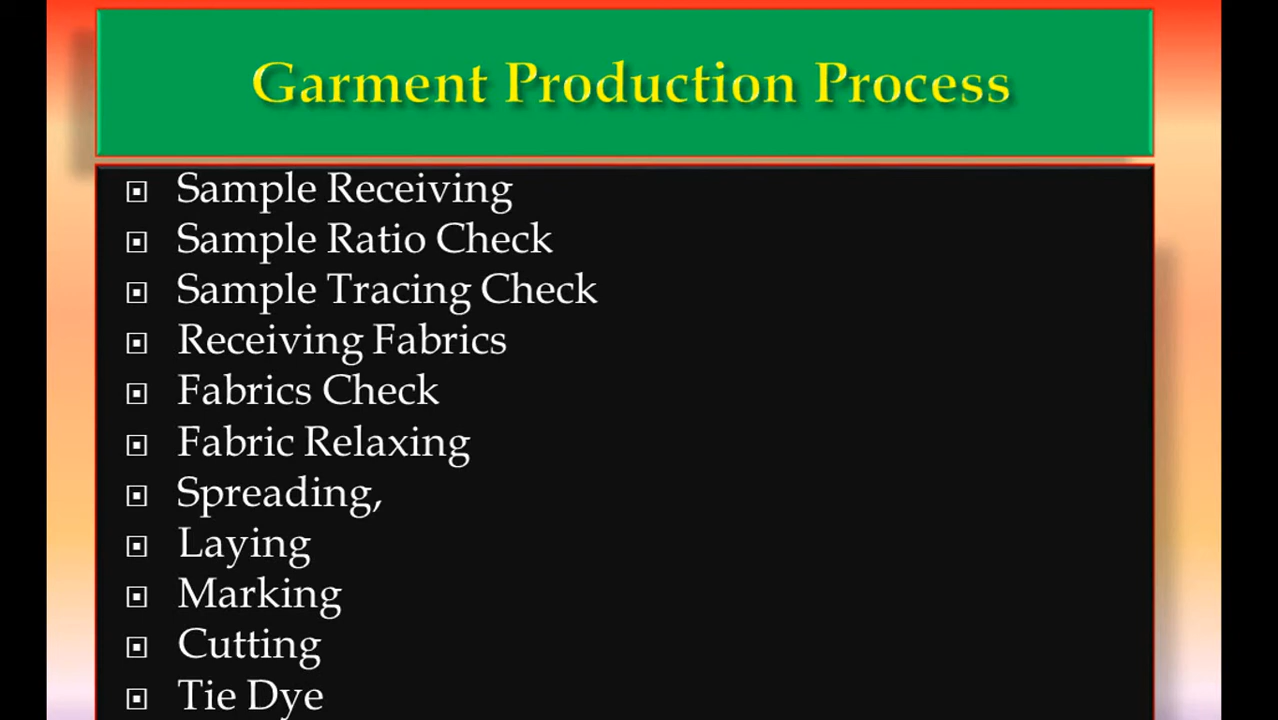 Garment Production Process
Sample Receiving
Sample Ratio Check
Sample Tracing Check
Receiving Fabrics
Fabrics Check
Fabric Relaxing
Spreading,
Laying
Marking
Cutting
Tie Dye